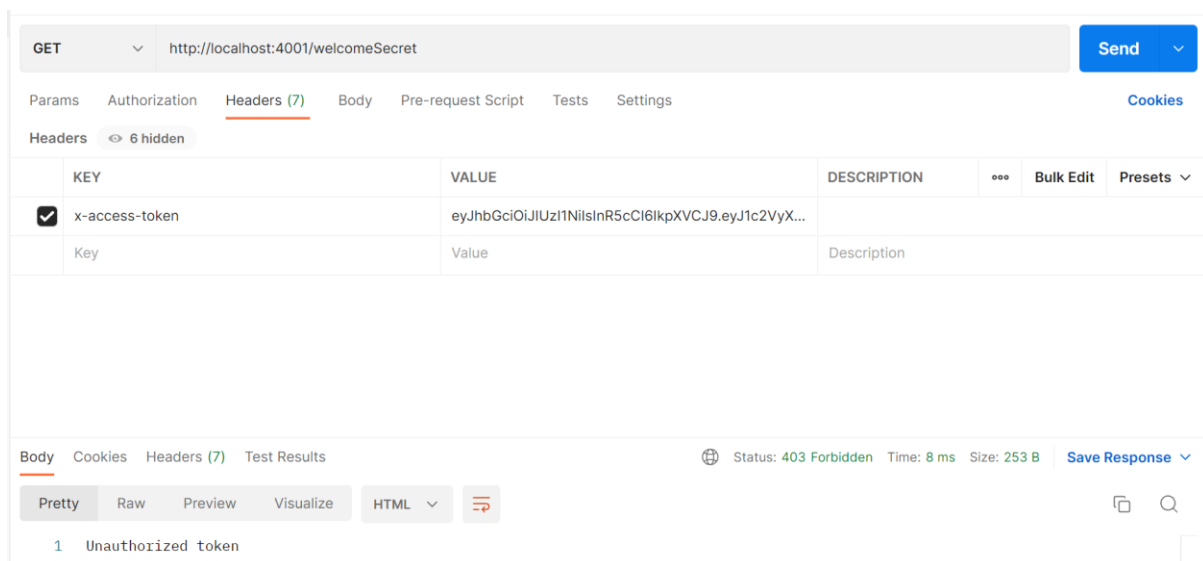 GET http://localhost:4001/welcomeSecret Send
Params Authorization Headers (7) Body Pre-request Script Tests Settings Cookies
Headers 6 hidden
KEY VALUE DESCRIPTION ooo Bulk Edit Presets
x-access-token eyJhbGciOiJIUzI1NiIsInR5cCI6IkpXVCJ9.eyJ1c2VyX...
Key Value Description
Body Cookies Headers (7) Test Results Status: 403 Forbidden Time: 8 ms Size: 253 B Save Response
Pretty Raw Preview Visualize HTML
1 Unauthorized token